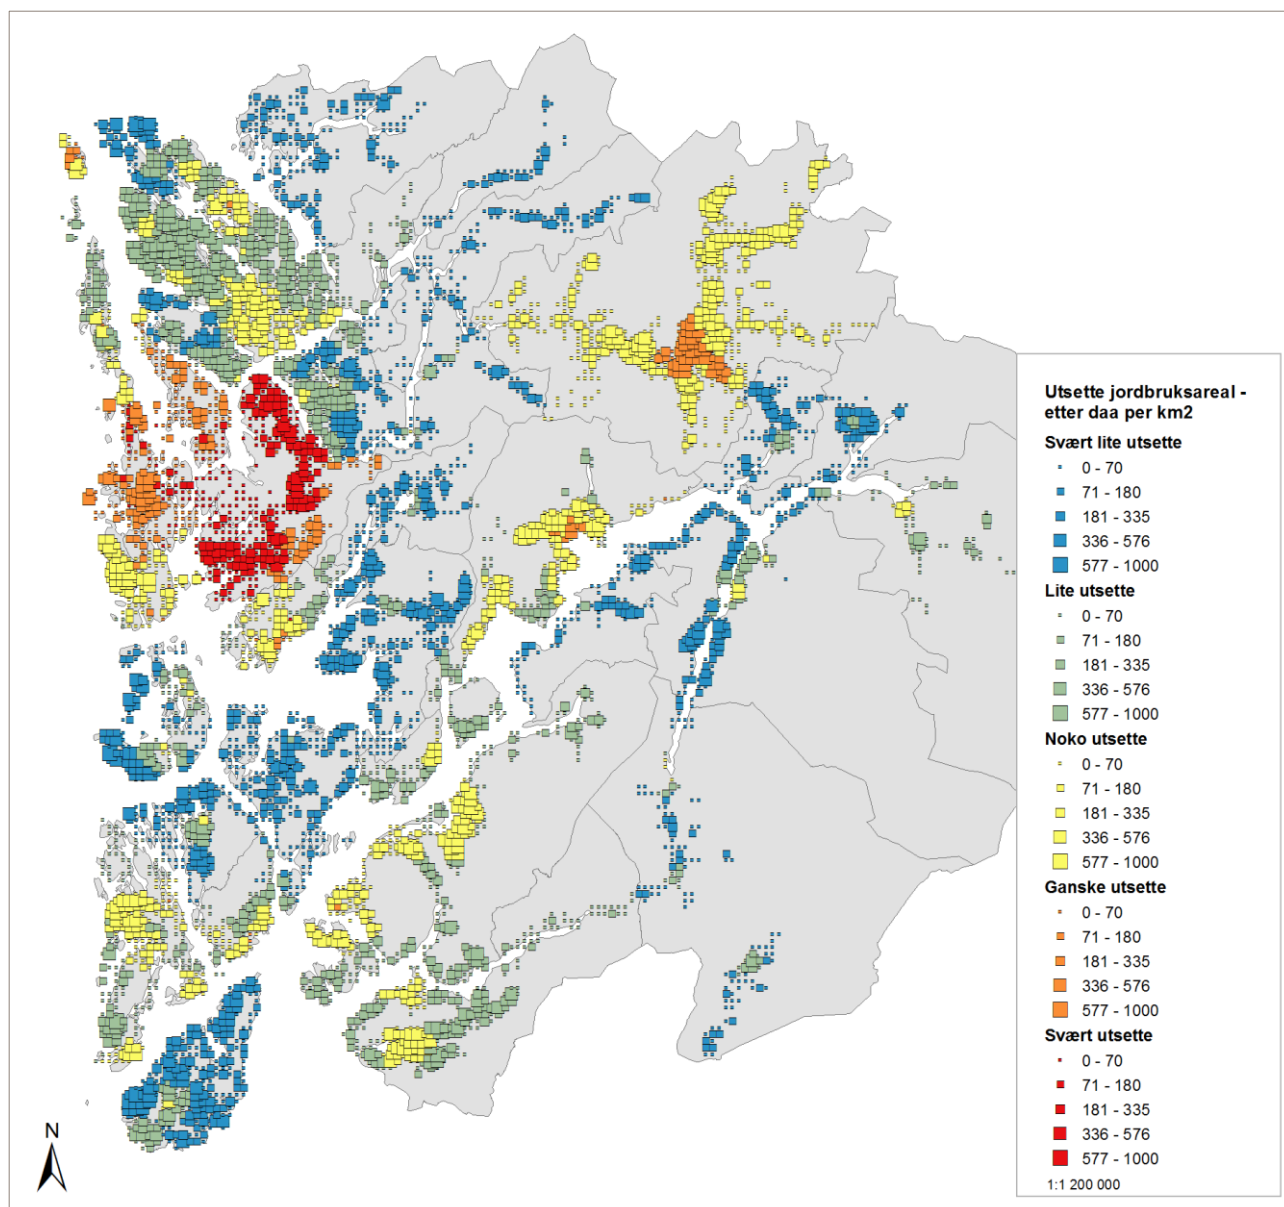 Utsette jordbruksareal -
etter daa per km2
Svært lite utsette
0 - 70
71 - 180
181 - 335
336 - 576
577 - 1000
Lite utsette
0 - 70
71 - 180
181 - 335
336 - 576
577 - 1000
Noko utsette
0 - 70
71 - 180
181 - 335
336 - 576
577 - 1000
Ganske utsette
0 - 70
71 - 180
181 - 335
336 - 576
577 - 1000
Svært utsette
0 - 70
71 - 180
181 - 335
336 - 576
577 - 1000
1:1 200 000
N